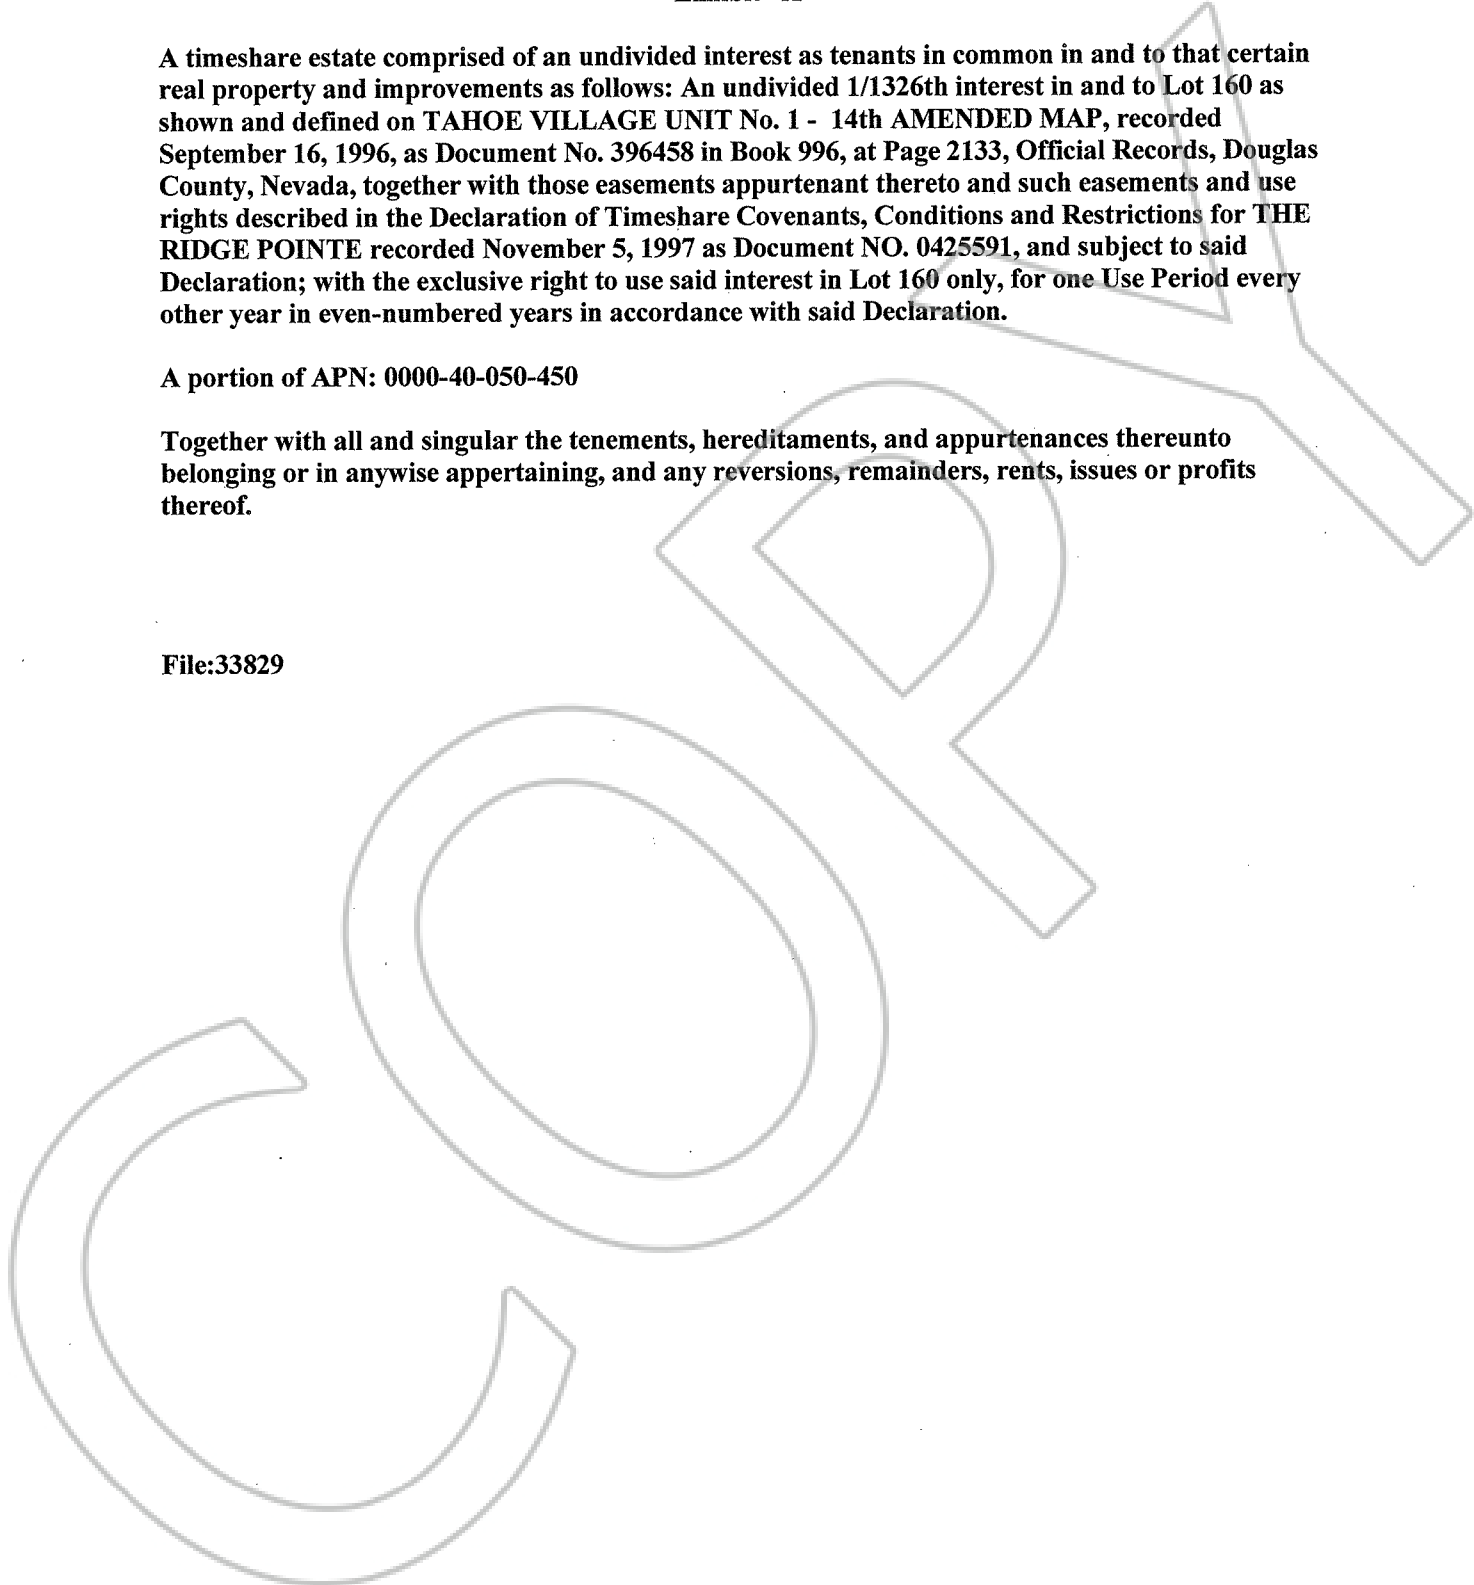 A timeshare estate comprised of an undivided interest as tenants in common in and to that certain
real property and improvements as follows: An undivided 1/1326th interest in and to Lot 160 as
shown and defined on TAHOE VILLAGE UNIT No. 1 - 14th AMENDED MAP, recorded
September 16, 1996, as Document No. 396458 in Book 996, at Page 2133, Official Records, Douglas
County, Nevada, together with those easements appurtenant thereto and such easements and use
rights described in the Declaration of Timeshare Covenants, Conditions and Restrictions for THE
RIDGE POINTE recorded November 5, 1997 as Document NO. 0425591, and subject to said
Declaration; with the exclusive right to use said interest in Lot 160 only, for one Use Period every
other year in even-numbered years in accordance with said Declaration.
A portion of APN: 0000-40-050-450
Together with all and singular the tenements, hereditaments, and appurtenances thereunto
belonging or in anywise appertaining, and any reversions, remainders, rents, issues or profits
thereof.
File:33829
COPY